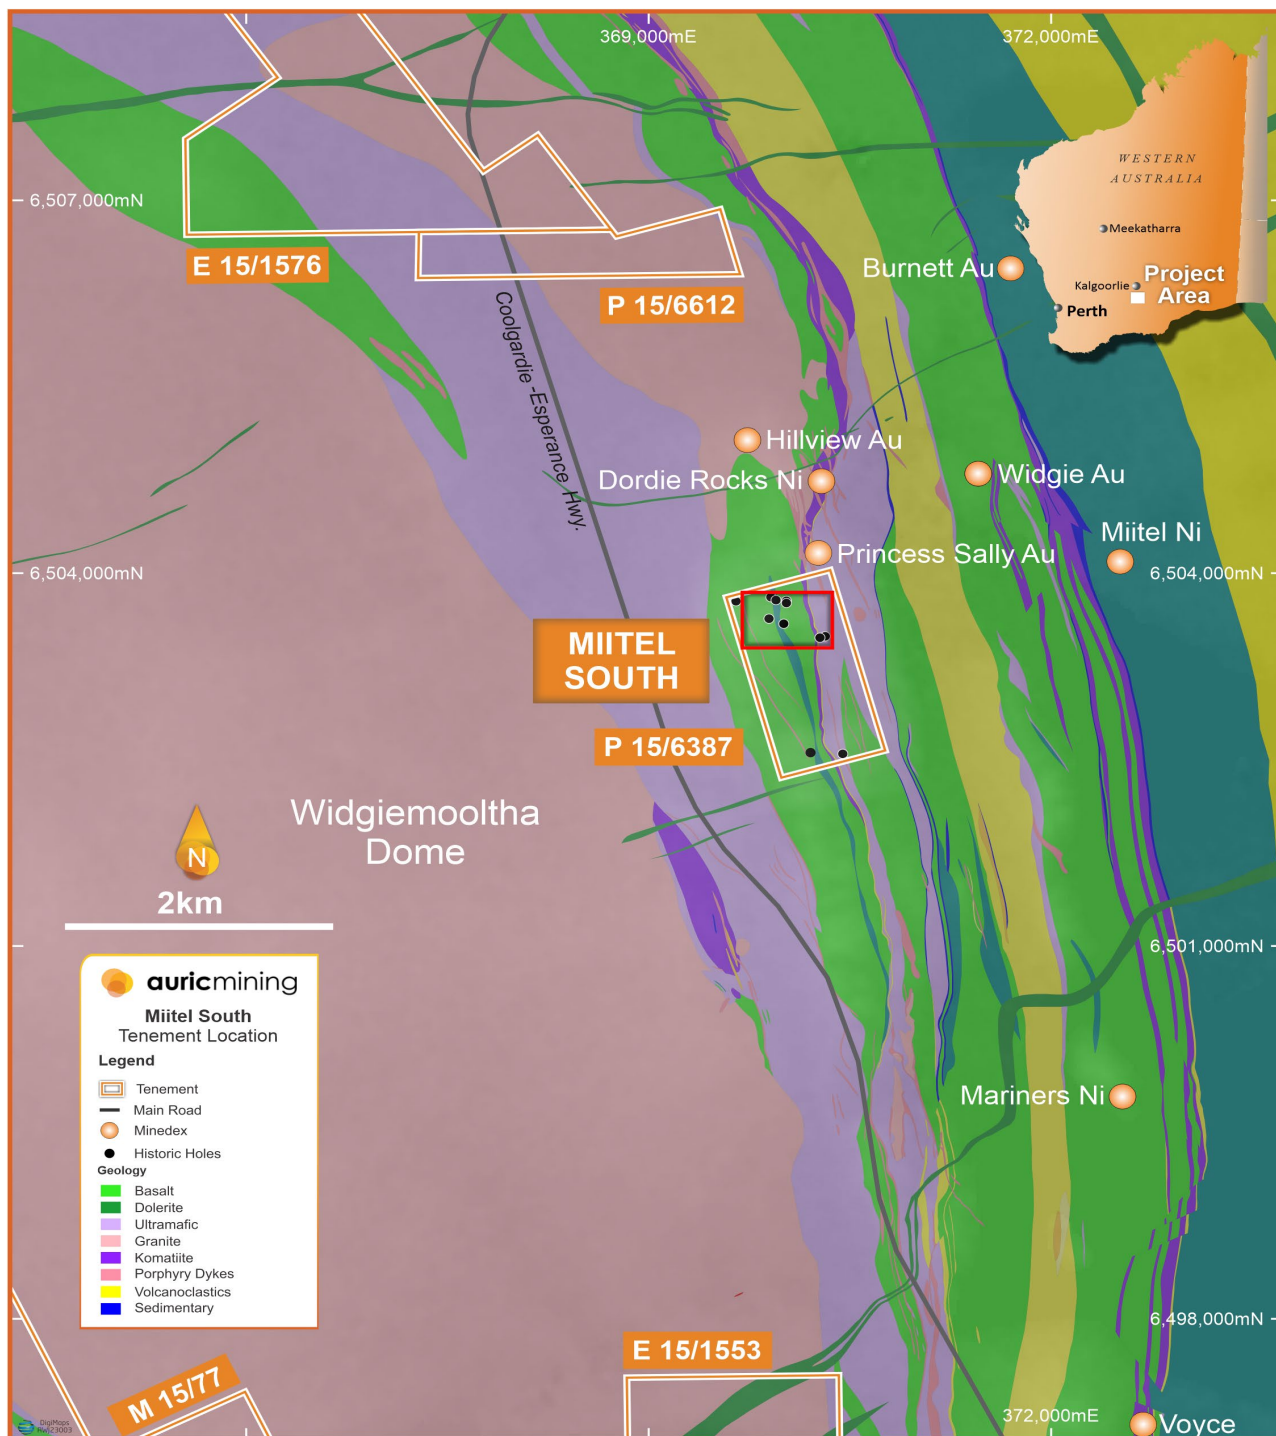 369,000mE
372,000mE
WESTERN
AUSTRALIA
Meekatharra
Kalgoorlie
Project
Area
Perth
6,507,000mN
E 15/1576
P 15/6612
Burnett Au
Coolgardie -Esperance Hwy.
Hillview Au
Dordie Rocks Ni
Widgie Au
Miitel Ni
Princess Sally Au
6,504,000mN
6,504,000mN
MIITEL
SOUTH
P 15/6387
Widgiemooltha
Dome
N
2km
6,501,000mN
auricmining
Miitel South
Tenement Location
Legend
Tenement
Main Road
Minedex
Historic Holes
Geology
Basalt
Dolerite
Ultramafic
Granite
Komatiite
Porphyry Dykes
Volcanoclastics
Sedimentary
Mariners Ni
6,498,000mN
E 15/1553
M 15/77
372,000mE
Voyce
DigiMaps